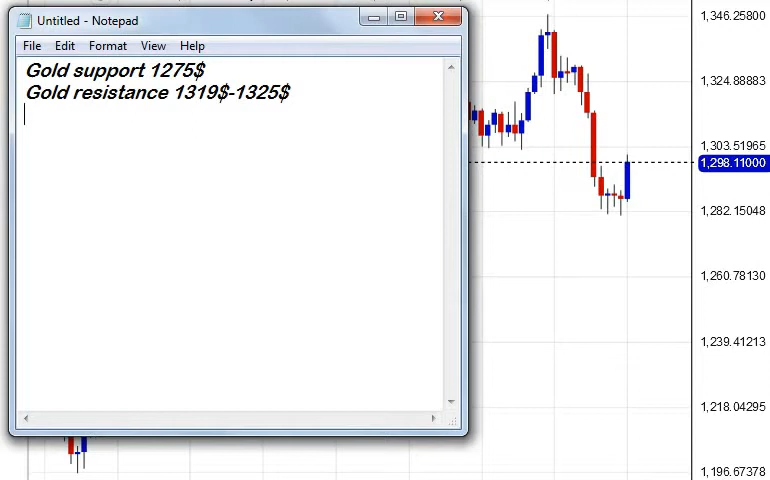 Untitled - Notepad
File Edit Format View Help
Gold support 1275$
Gold resistance 1319$-1325$
1,346.25800
1,324.88883
1,303.51965
1,298.11000
1,282.15048
1,260.78130
1,239.41213
1,218.04295
1,196.67378